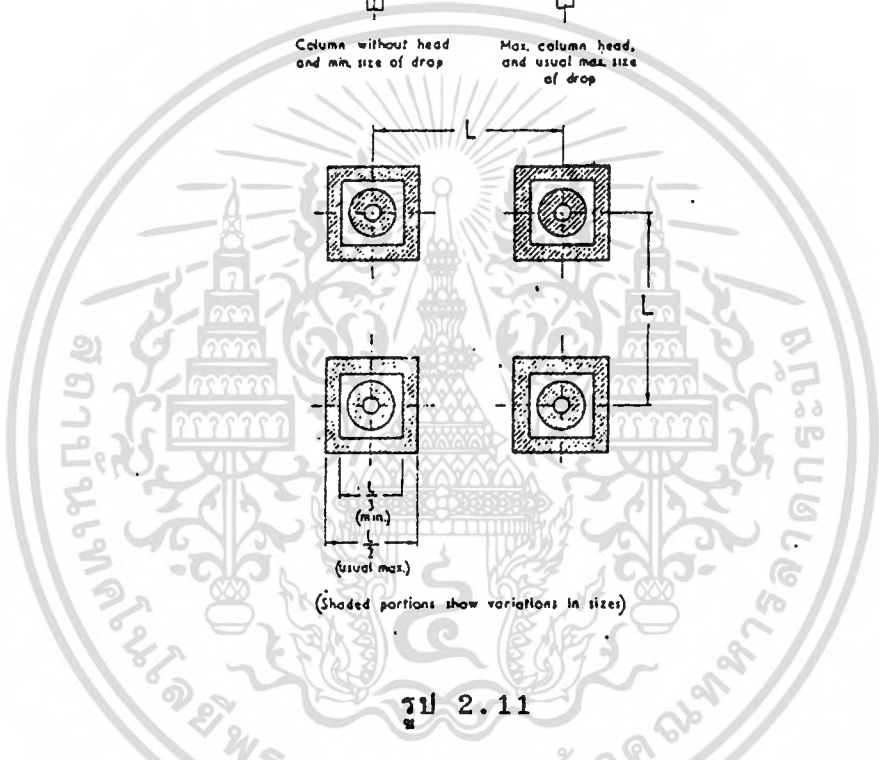 Column without head
and min. size of drop
Max. column head,
and usual max. size
of drop
L
L
L
3
(min.)
L
2
(usual max.)
(Shaded portions show variations in sizes)
รูป 2.11